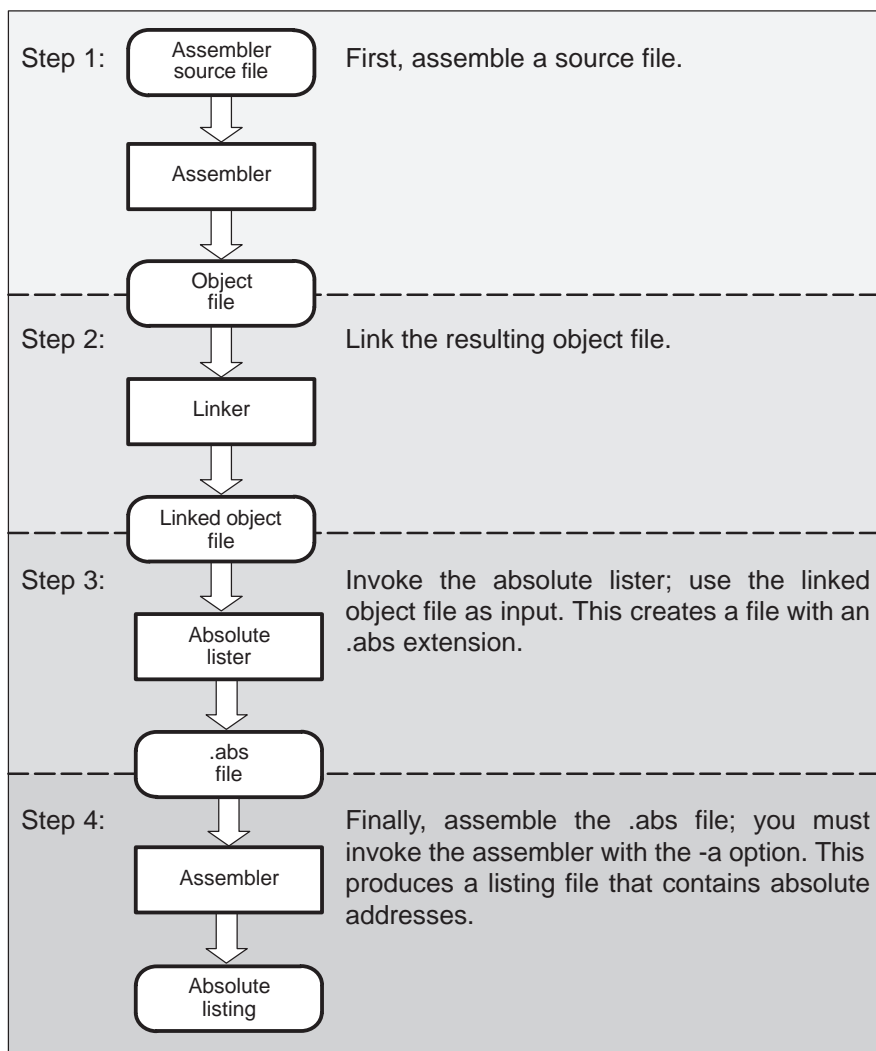 Step 1:
Assembler
source file
First, assemble a source file.
Assembler
Object
file
Step 2:
Link the resulting object file.
Linker
Linked object
file
Step 3:
Invoke the absolute lister; use the linked
object file as input. This creates a file with an
.abs extension.
Absolute
lister
.abs
file
Step 4:
Finally, assemble the .abs file; you must
invoke the assembler with the -a option. This
produces a listing file that contains absolute
addresses.
Assembler
Absolute
listing